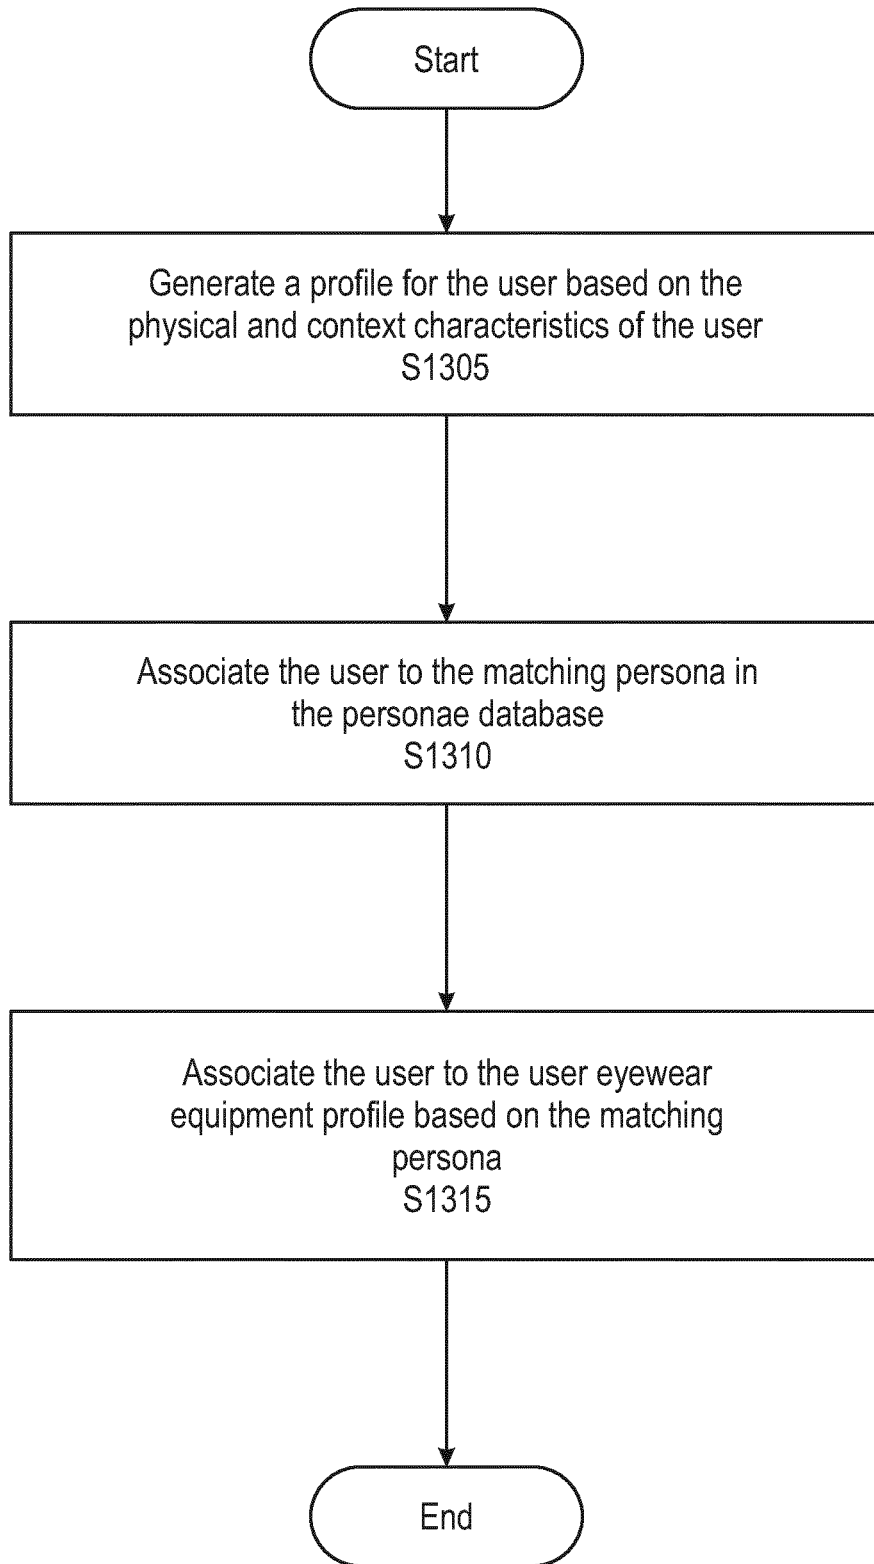 Start
Generate a profile for the user based on the
physical and context characteristics of the user
S1305
Associate the user to the matching persona in
the personae database
S1310
Associate the user to the user eyewear
equipment profile based on the matching
persona
S1315
End